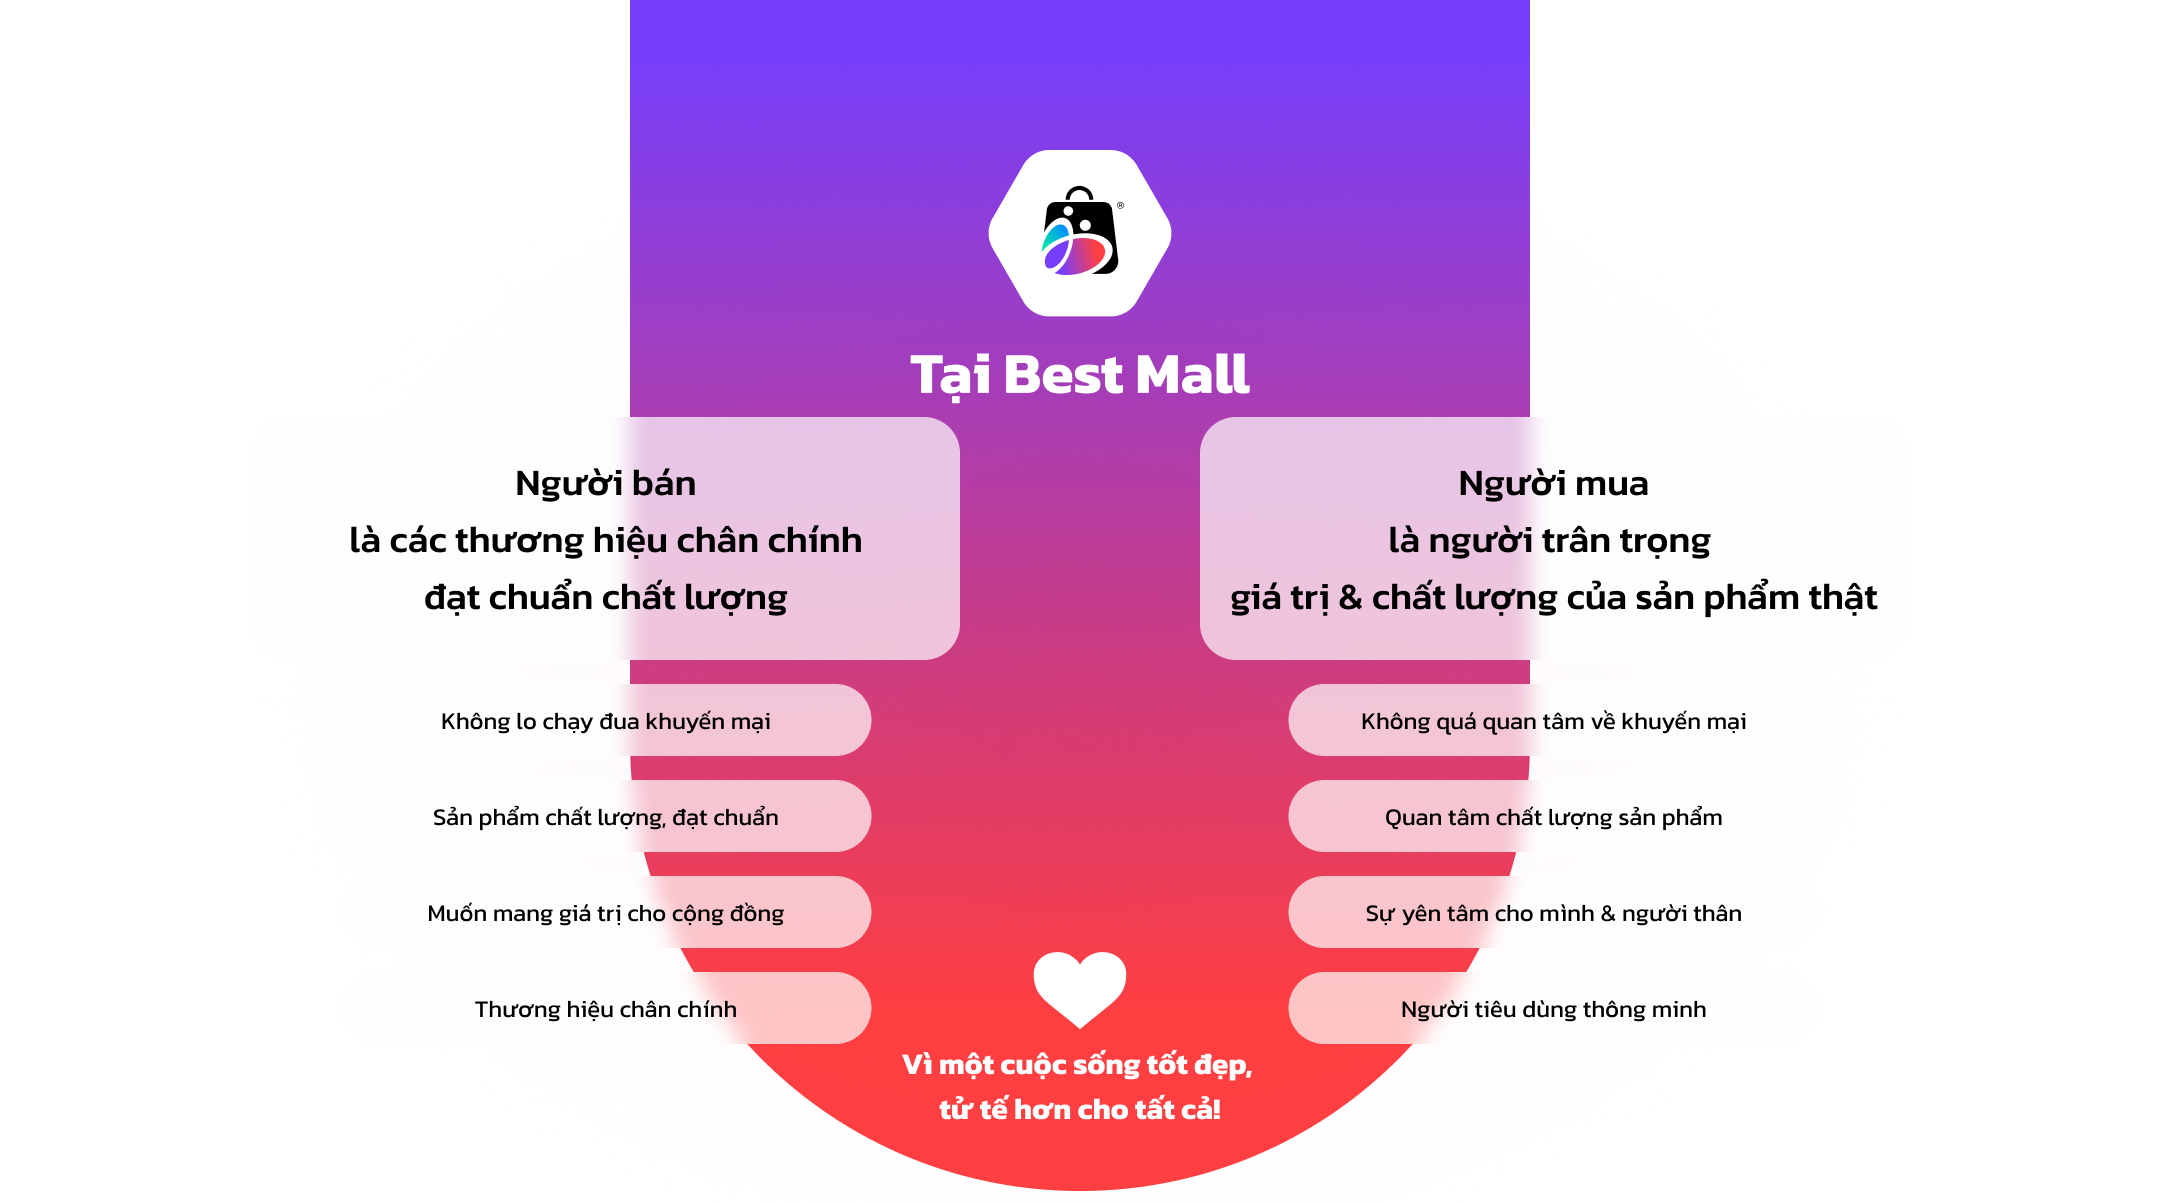 ®
Tại Best Mall
Người bán
là các thương hiệu chân chính
đạt chuẩn chất lượng
Không lo chạy đua khuyến mại
Sản phẩm chất lượng, đạt chuẩn
Muốn mang giá trị cho cộng đồng
Thương hiệu chân chính
Người mua
là người trân trọng
giá trị & chất lượng của sản phẩm thật
Không quá quan tâm về khuyến mại
Quan tâm chất lượng sản phẩm
Sự yên tâm cho mình & người thân
Người tiêu dùng thông minh
Vì một cuộc sống tốt đẹp,
tử tế hơn cho tất cả!